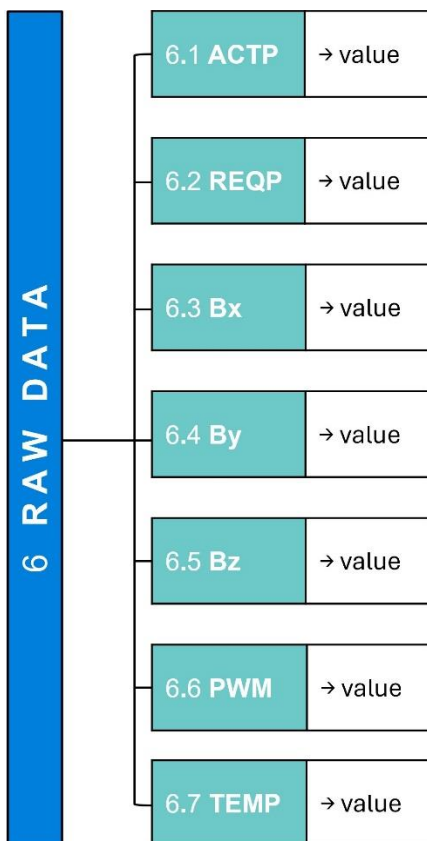 6 RAW DATA
6.1 ACTP → value
6.2 REQP → value
6.3 Bx → value
6.4 By → value
6.5 Bz → value
6.6 PWM → value
6.7 TEMP → value